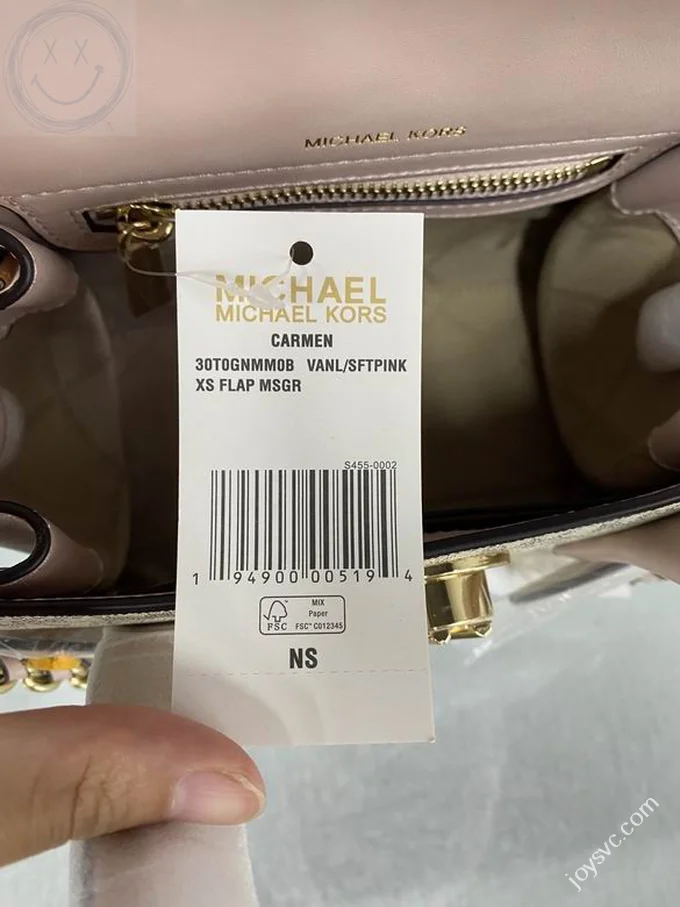 MICHAEL KORS
MICHAEL
MICHAEL KORS
CARMEN
30T0GNMM0B VANL/SFTPINK
XS FLAP MSGR
S455-0002
1 94900 00519 4
MIX
Paper
FSC™ C012345
FSC
NS
joysvc.com